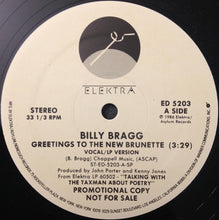 ELEKTRA
STEREO
33 1/3 RPM
ED 5203
A SIDE
℗ 1986 Elektra/
Asylum Records
BILLY BRAGG
GREETINGS TO THE NEW BRUNETTE (3:29)
VOCAL/LP VERSION
(B. Bragg) Chappell Music, (ASCAP)
ST-ED-5203-A-SP
Produced by John Porter and Kenny Jones
From Elektra LP 60502 - "TALKING WITH
THE TAXMAN ABOUT POETRY"
PROMOTIONAL COPY
NOT FOR SALE